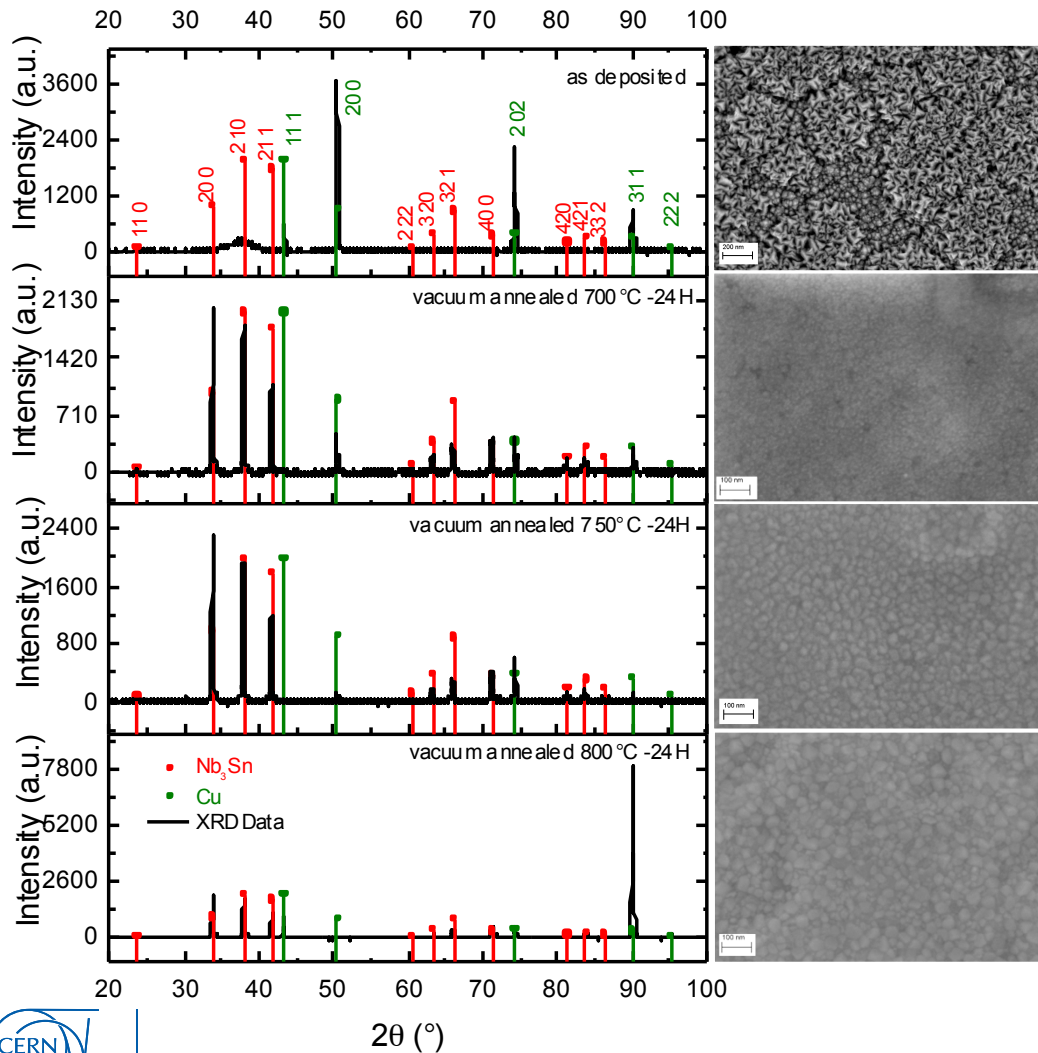 20 30 40 50 60 70 80 90 100
Intensity (a.u.)
3600
2400
1200
0
as deposited
110
200
210
211
111
200
222
320
321
400
202
420
421
332
311
222
200 nm
Intensity (a.u.)
2130
1420
710
0
vacuum annealed 700°C -24H
100 nm
Intensity (a.u.)
2400
1600
800
0
vacuum annealed 750°C -24H
100 nm
Intensity (a.u.)
7800
5200
2600
0
vacuum annealed 800°C -24H
Nb₃Sn
Cu
XRD Data
100 nm
20 30 40 50 60 70 80 90 100
2θ (°)
CERN